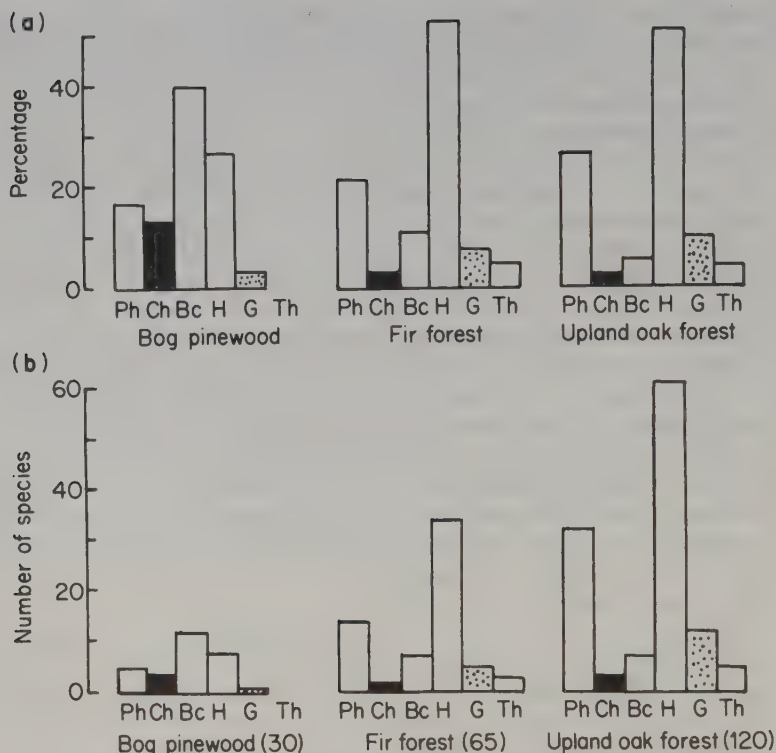 (a)
Percentage
40
20
0
Ph Ch Bc H G Th
Bog pinewood
Ph Ch Bc H G Th
Fir forest
Ph Ch Bc H G Th
Upland oak forest
(b)
Number of species
60
40
20
0
Ph Ch Bc H G Th
Bog pinewood (30)
Ph Ch Bc H G Th
Fir forest (65)
Ph Ch Bc H G Th
Upland oak forest (120)